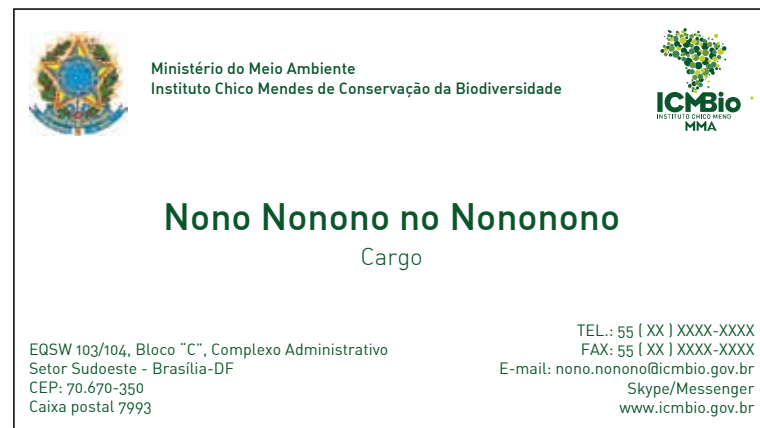 Ministério do Meio Ambiente
Instituto Chico Mendes de Conservação da Biodiversidade
ICMBio
INSTITUTO CHICO MEND
MMA
Nono Nonono no Nononono
Cargo
EQSW 103/104, Bloco “C”, Complexo Administrativo
Setor Sudoeste - Brasília-DF
CEP: 70.670-350
Caixa postal 7993
TEL.: 55 ( XX ) XXXX-XXXX
FAX: 55 ( XX ) XXXX-XXXX
E-mail: nono.nonono@icmbio.gov.br
Skype/Messenger
www.icmbio.gov.br